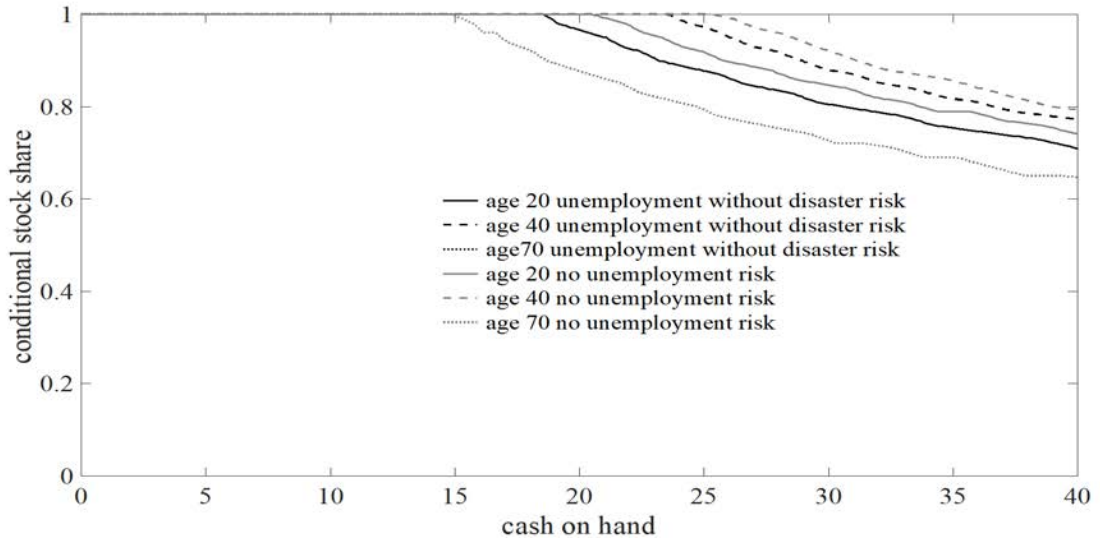 1
0.8
0.6
0.4
0.2
0
conditional stock share
age 20 unemployment without disaster risk
age 40 unemployment without disaster risk
age70 unemployment without disaster risk
age 20 no unemployment risk
age 40 no unemployment risk
age 70 no unemployment risk
0 5 10 15 20 25 30 35 40
cash on hand